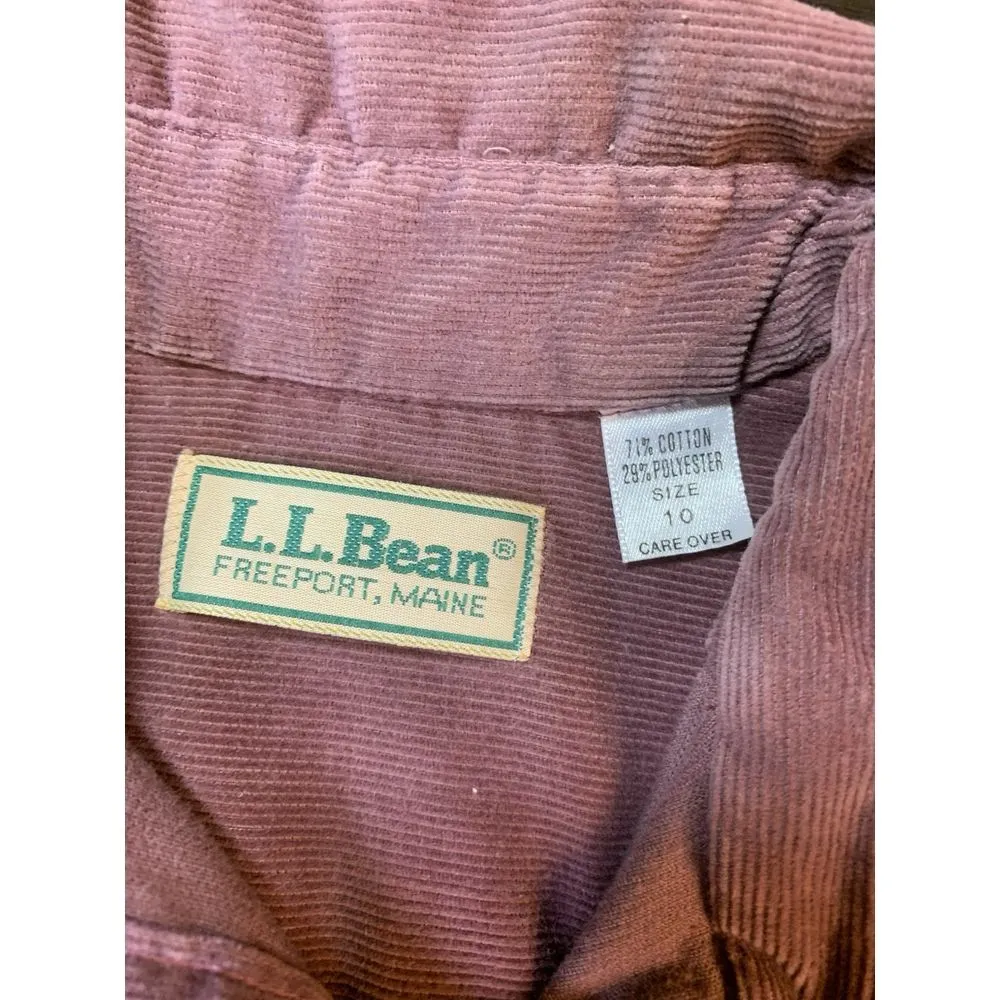 L.L.Bean®
FREEPORT, MAINE
71% COTTON
29% POLYESTER
SIZE
10
CARE OVER